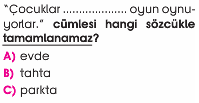 "Çocuklar .................... oyun oynu-
yorlar." cümlesi hangi sözcükle
tamamlanamaz?
A) evde
B) tahta
C) parkta